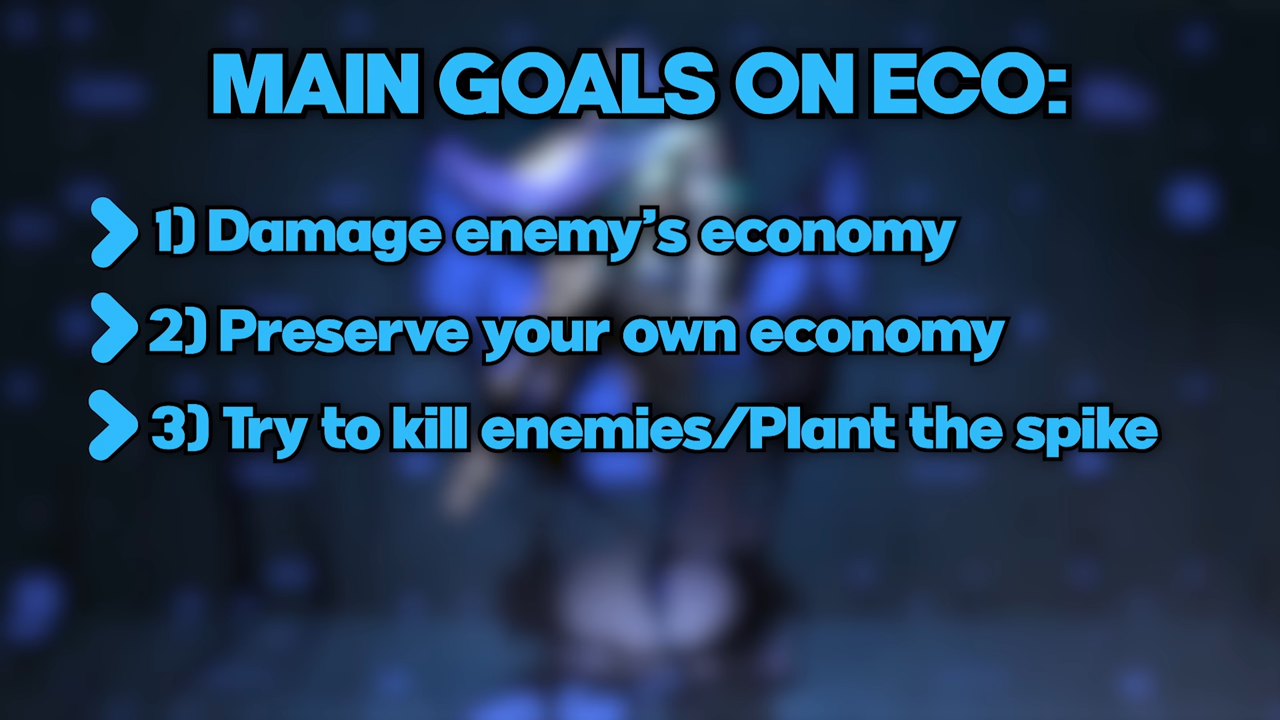 MAIN GOALS ON ECO:
1) Damage enemy's economy
2) Preserve your own economy
3) Try to kill enemies/Plant the spike